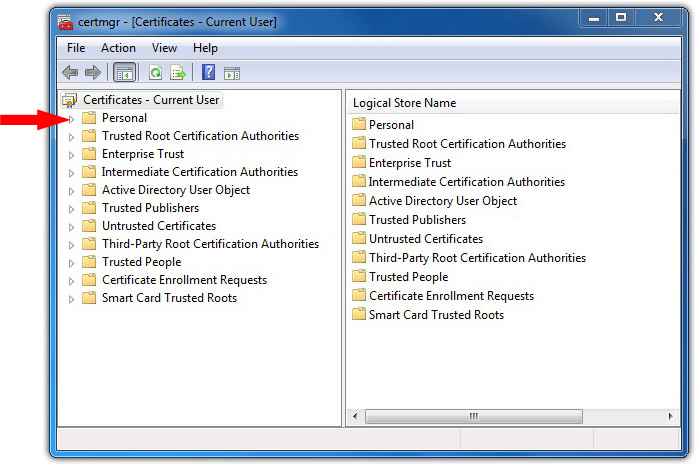 certmgr - [Certificates - Current User]
File Action View Help
Certificates - Current User
Personal
Trusted Root Certification Authorities
Enterprise Trust
Intermediate Certification Authorities
Active Directory User Object
Trusted Publishers
Untrusted Certificates
Third-Party Root Certification Authorities
Trusted People
Certificate Enrollment Requests
Smart Card Trusted Roots
Logical Store Name
Personal
Trusted Root Certification Authorities
Enterprise Trust
Intermediate Certification Authorities
Active Directory User Object
Trusted Publishers
Untrusted Certificates
Third-Party Root Certification Authorities
Trusted People
Certificate Enrollment Requests
Smart Card Trusted Roots